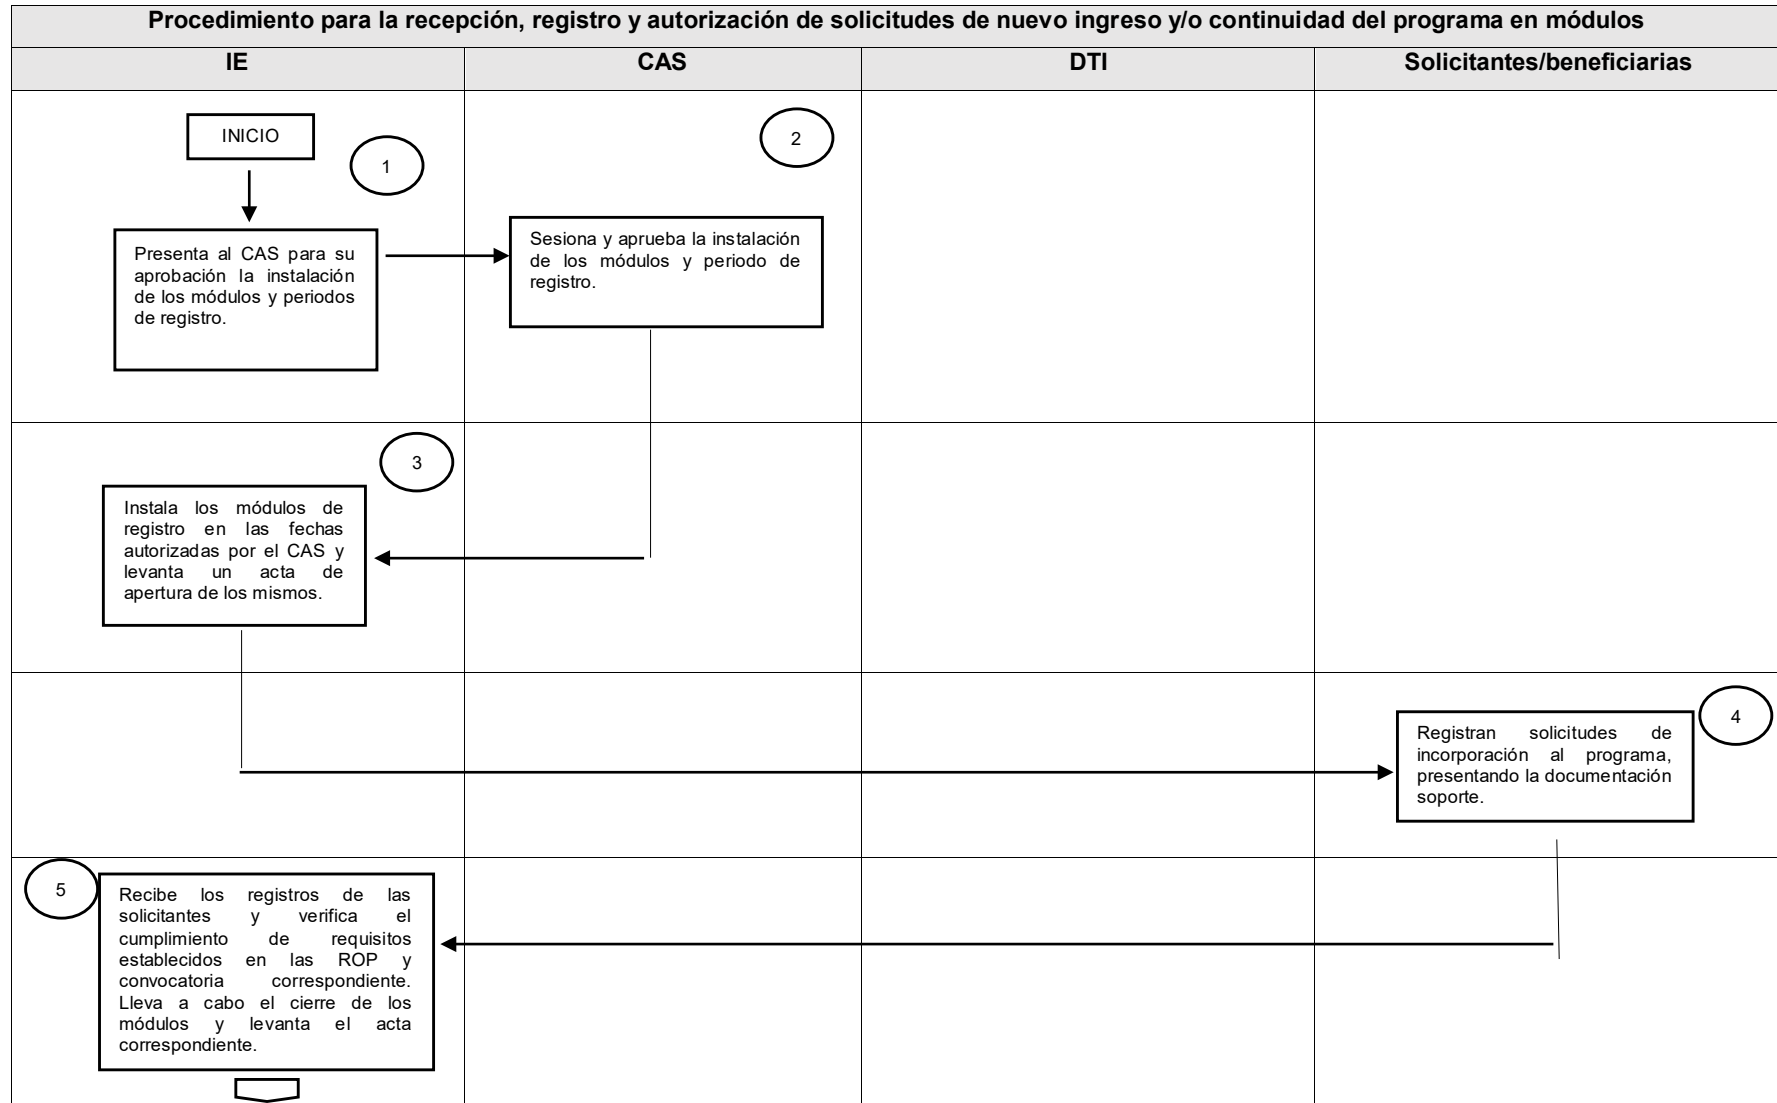 Procedimiento para la recepción, registro y autorización de solicitudes de nuevo ingreso y/o continuidad del programa en módulos
IE
CAS
DTI
Solicitantes/beneficiarias
INICIO
1
2
Presenta al CAS para su
aprobación la instalación
de los módulos y periodos
de registro.
Sesiona y aprueba la instalación
de los módulos y periodo de
registro.
3
Instala los módulos de
registro en las fechas
autorizadas por el CAS y
levanta un acta de
apertura de los mismos.
4
Registran solicitudes de
incorporación al programa,
presentando la documentación
soporte.
5
Recibe los registros de las
solicitantes y verifica el
cumplimiento de requisitos
establecidos en las ROP y
convocatoria correspondiente.
Lleva a cabo el cierre de los
módulos y levanta el acta
correspondiente.